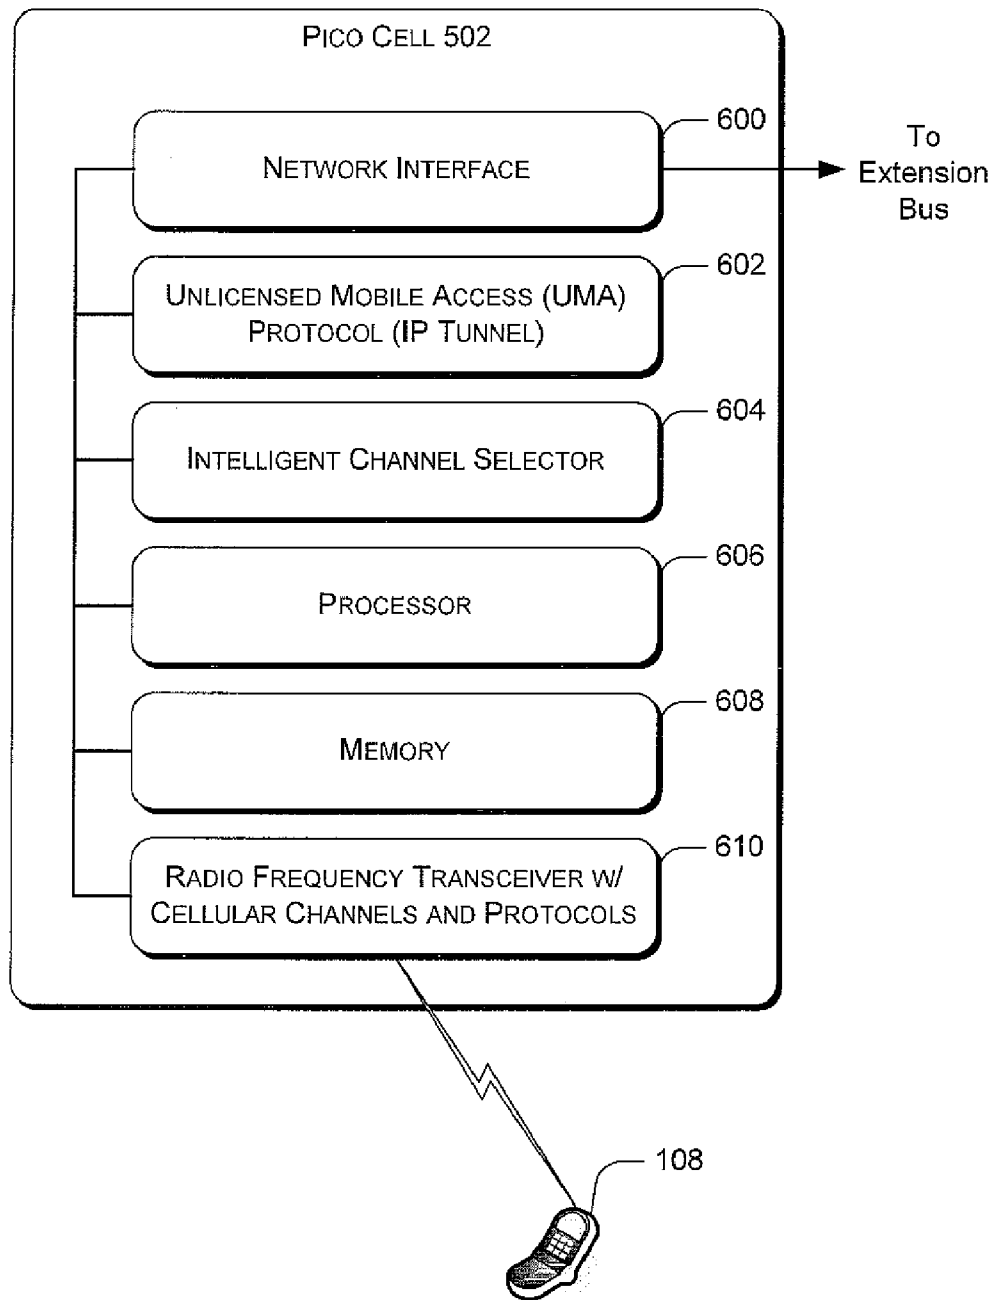 PICO CELL 502
600
NETWORK INTERFACE
To
Extension
Bus
602
UNLICENSED MOBILE ACCESS (UMA)
PROTOCOL (IP TUNNEL)
604
INTELLIGENT CHANNEL SELECTOR
606
PROCESSOR
608
MEMORY
610
RADIO FREQUENCY TRANSCEIVER W/
CELLULAR CHANNELS AND PROTOCOLS
108